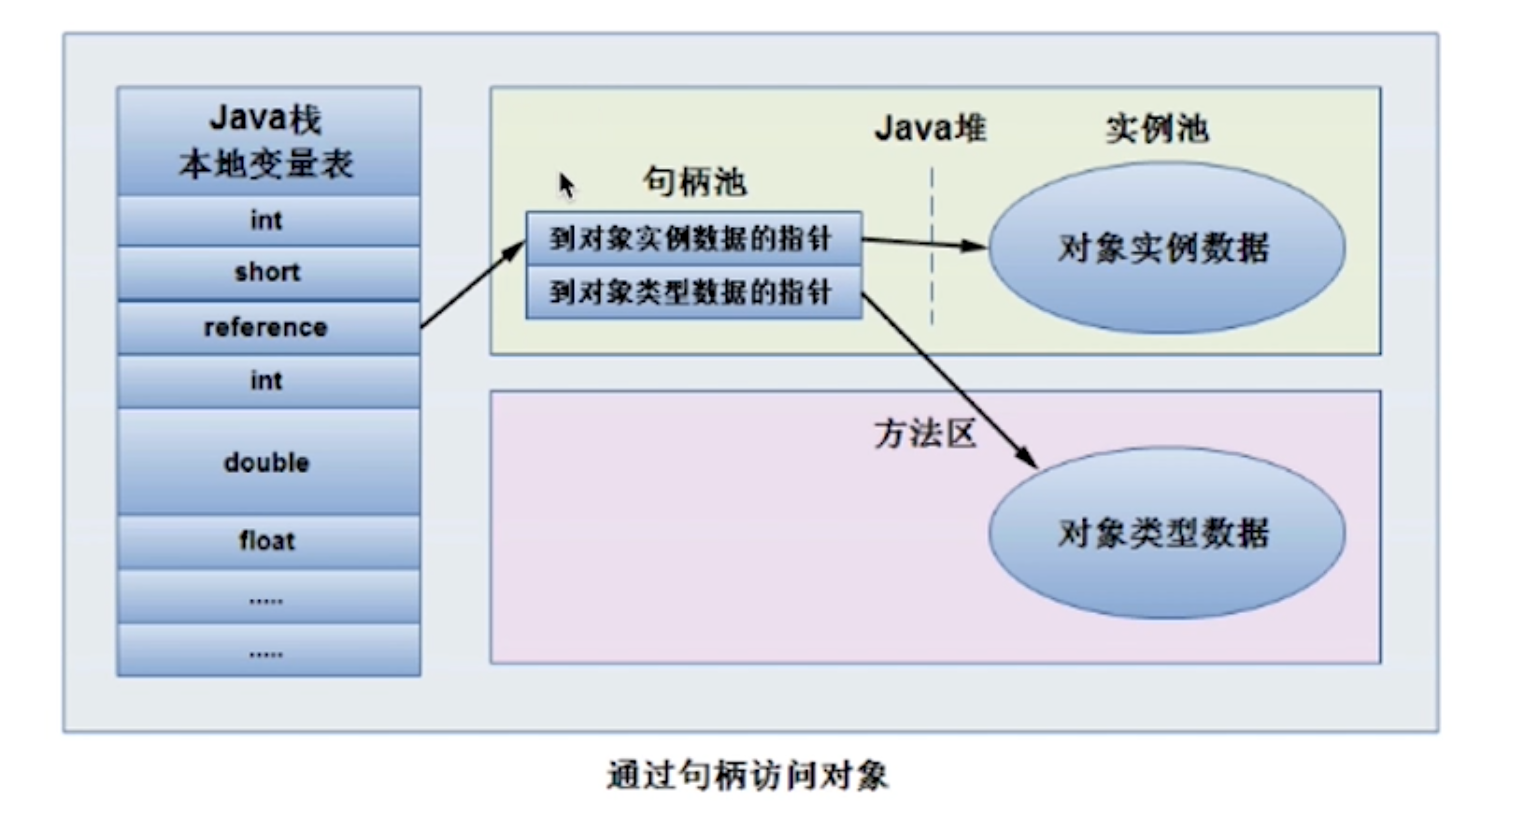 Java栈
本地变量表
int
short
reference
int
double
float
.....
.....
Java堆
实例池
句柄池
到对象实例数据的指针
到对象类型数据的指针
对象实例数据
方法区
对象类型数据
通过句柄访问对象